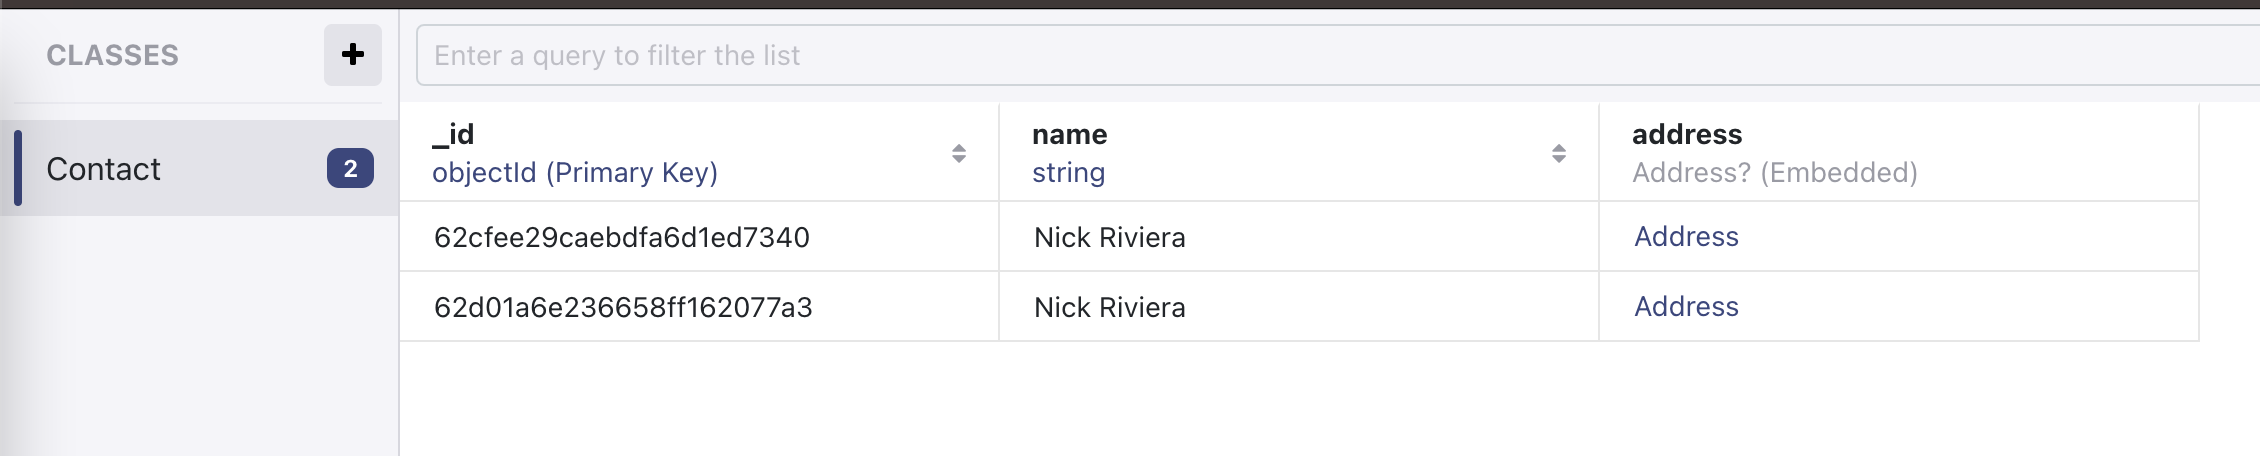 CLASSES
Enter a query to filter the list
Contact 2
_id name address
objectId (Primary Key) string Address? (Embedded)
62cfee29caebdfa6d1ed7340 Nick Riviera Address
62d01a6e236658ff162077a3 Nick Riviera Address